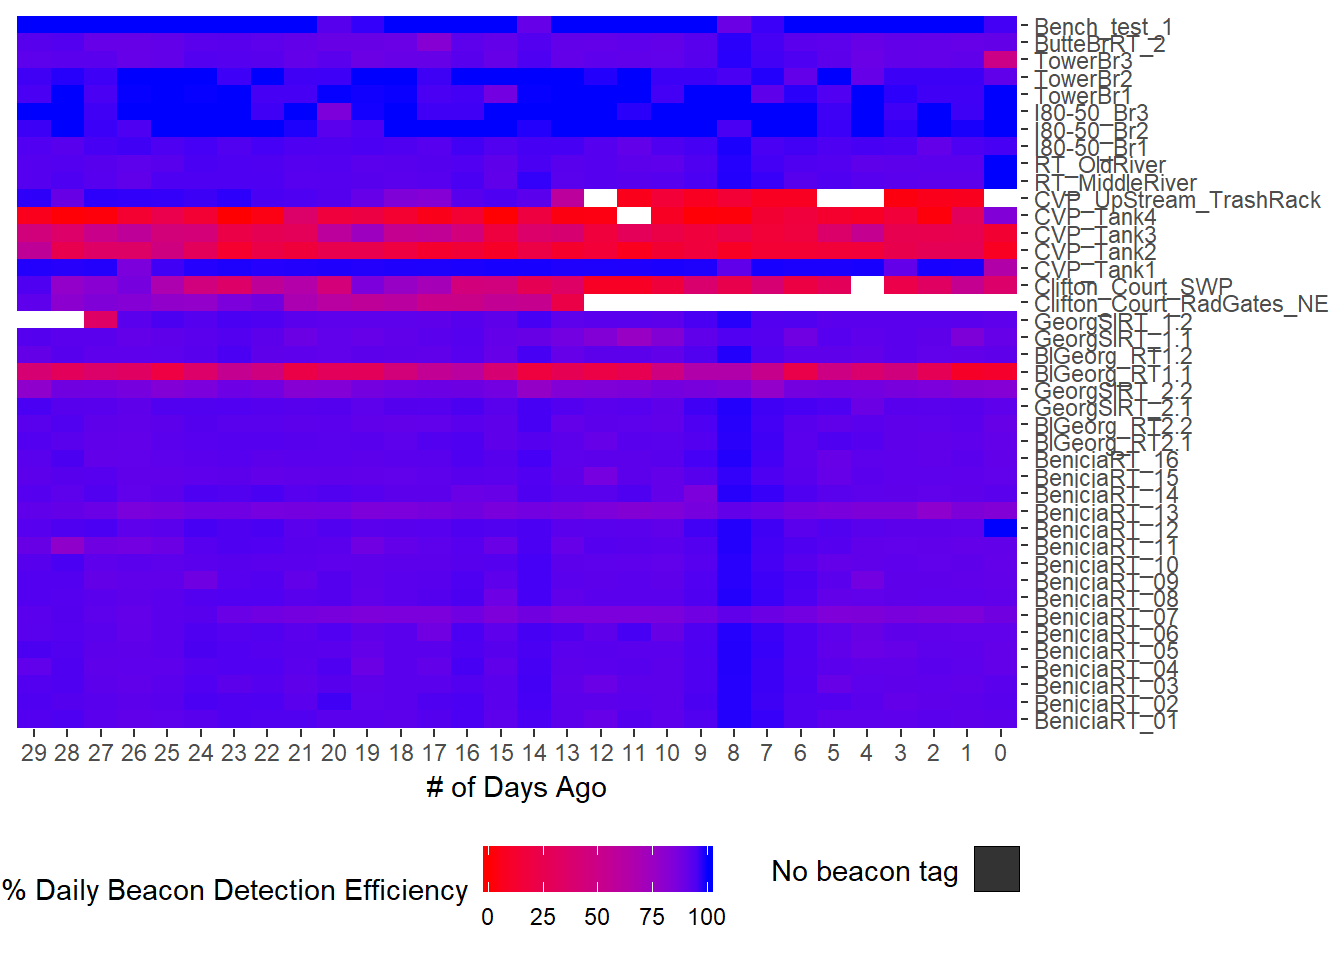 Bench_test_1
ButteBrRT_2
TowerBr3
TowerBr2
TowerBr1
I80-50_Br3
I80-50_Br2
I80-50_Br1
RT_OldRiver
RT_MiddleRiver
CVP_UpStream_TrashRack
CVP_Tank4
CVP_Tank3
CVP_Tank2
CVP_Tank1
Clifton_Court_SWP
Clifton_Court_RadGates_NE
GeorgSlRT_1.2
GeorgSlRT_1.1
BlGeorg_RT1.2
BlGeorg_RT1.1
GeorgSlRT_2.2
GeorgSlRT_2.1
BlGeorg_RT2.2
BlGeorg_RT2.1
BeniciaRT_16
BeniciaRT_15
BeniciaRT_14
BeniciaRT_13
BeniciaRT_12
BeniciaRT_11
BeniciaRT_10
BeniciaRT_09
BeniciaRT_08
BeniciaRT_07
BeniciaRT_06
BeniciaRT_05
BeniciaRT_04
BeniciaRT_03
BeniciaRT_02
BeniciaRT_01
29 28 27 26 25 24 23 22 21 20 19 18 17 16 15 14 13 12 11 10 9 8 7 6 5 4 3 2 1 0
# of Days Ago
% Daily Beacon Detection Efficiency
0 25 50 75 100
No beacon tag